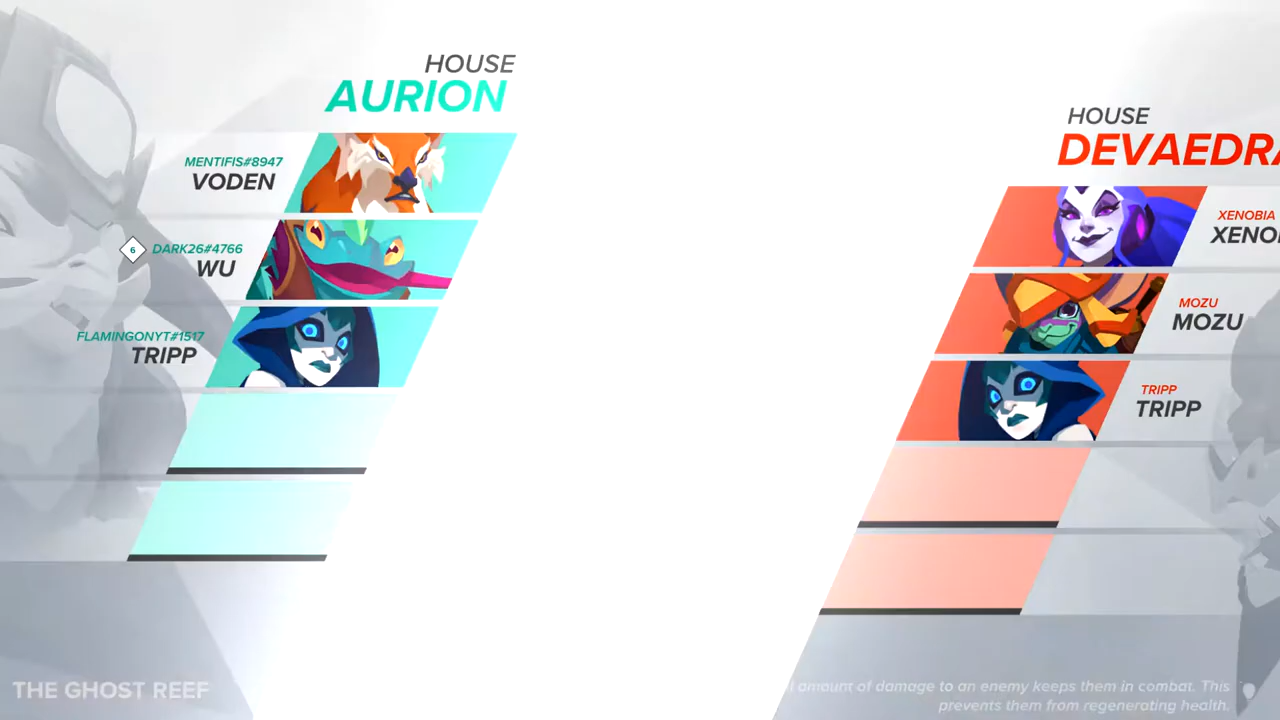 HOUSE
AURION
MENTIFIS#8947
VODEN
6
DARK26#4766
WU
FLAMINGONYT#1517
TRIPP
HOUSE
DEVAEDRA
XENOBIA
XENO
MOZU
MOZU
TRIPP
TRIPP
THE GHOST REEF
amount of damage to an enemy keeps them in combat. This
prevents them from regenerating health.